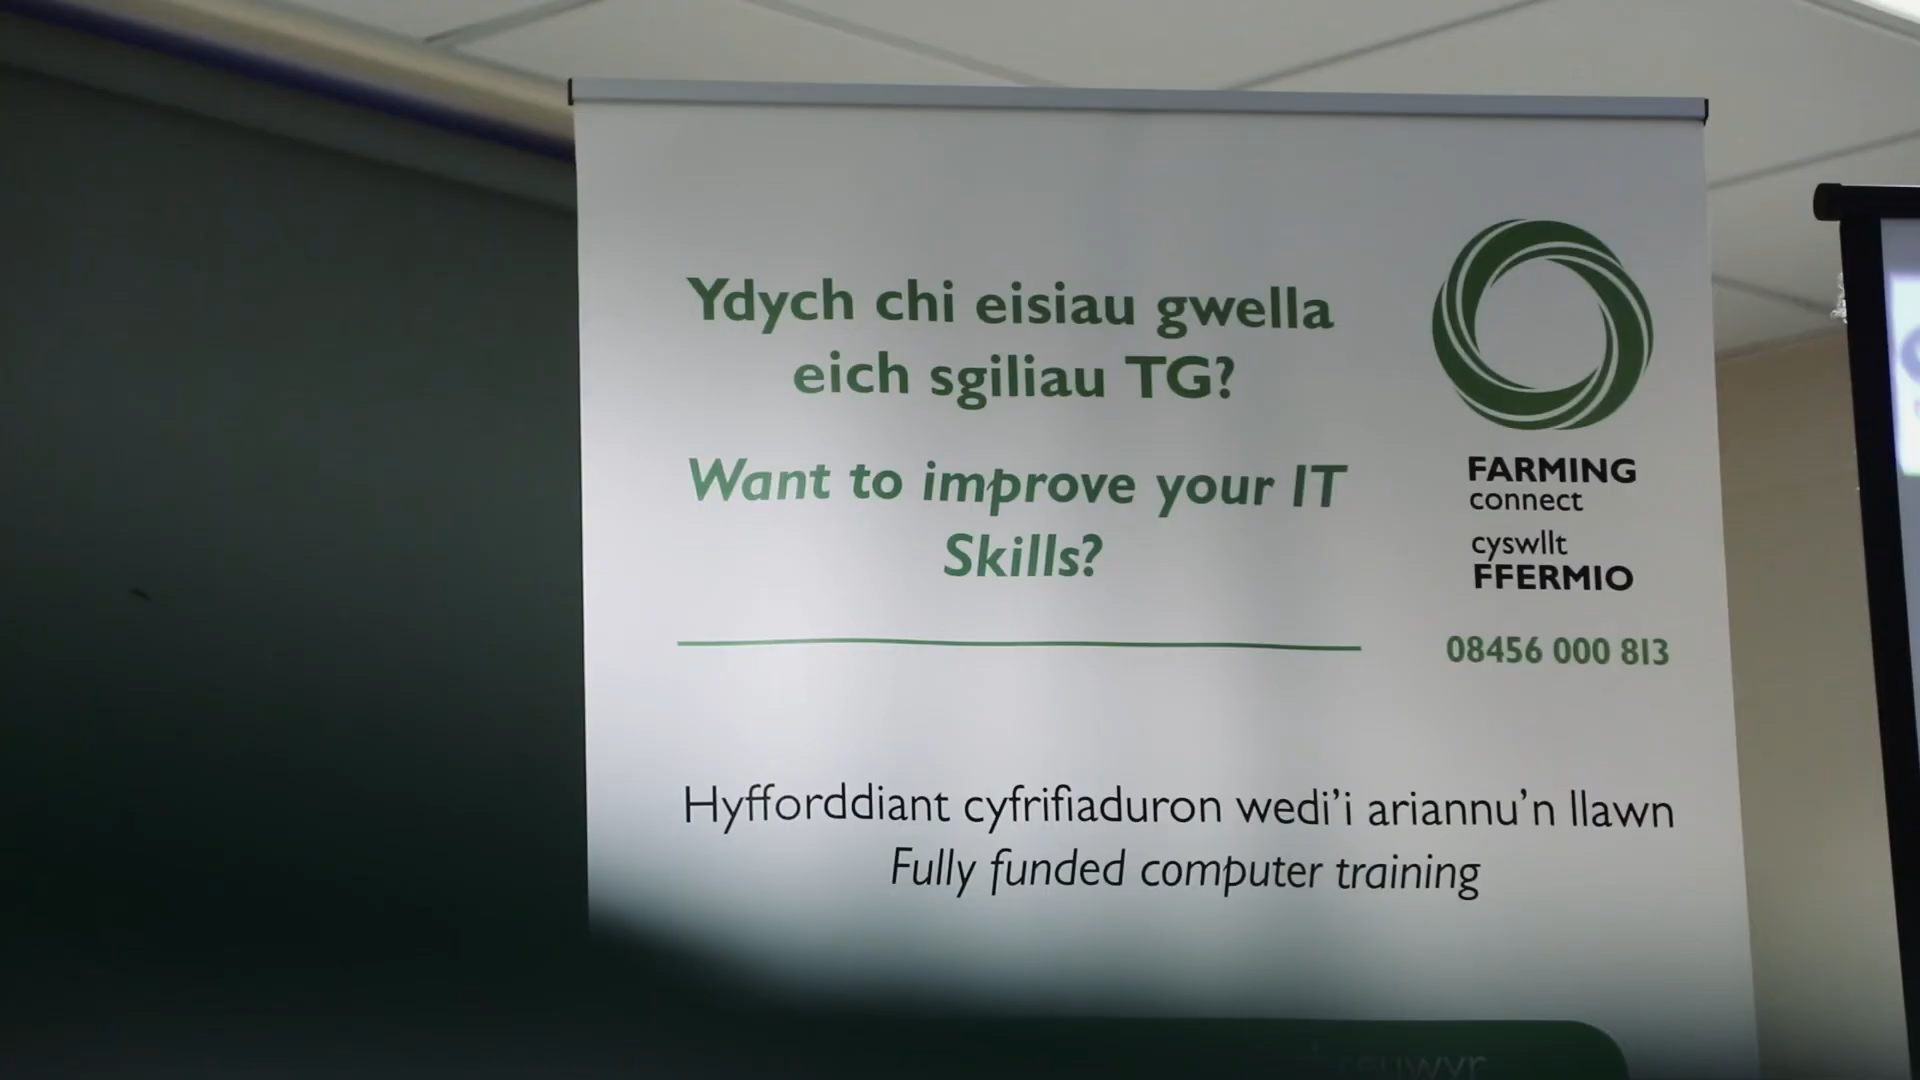 Ydych chi eisiau gwella
eich sgiliau TG?
Want to improve your IT
Skills?
FARMING
connect
cyswllt
FFERMIO
08456 000 813
Hyfforddiant cyfrifiaduron wedi'i ariannu'n llawn
Fully funded computer training